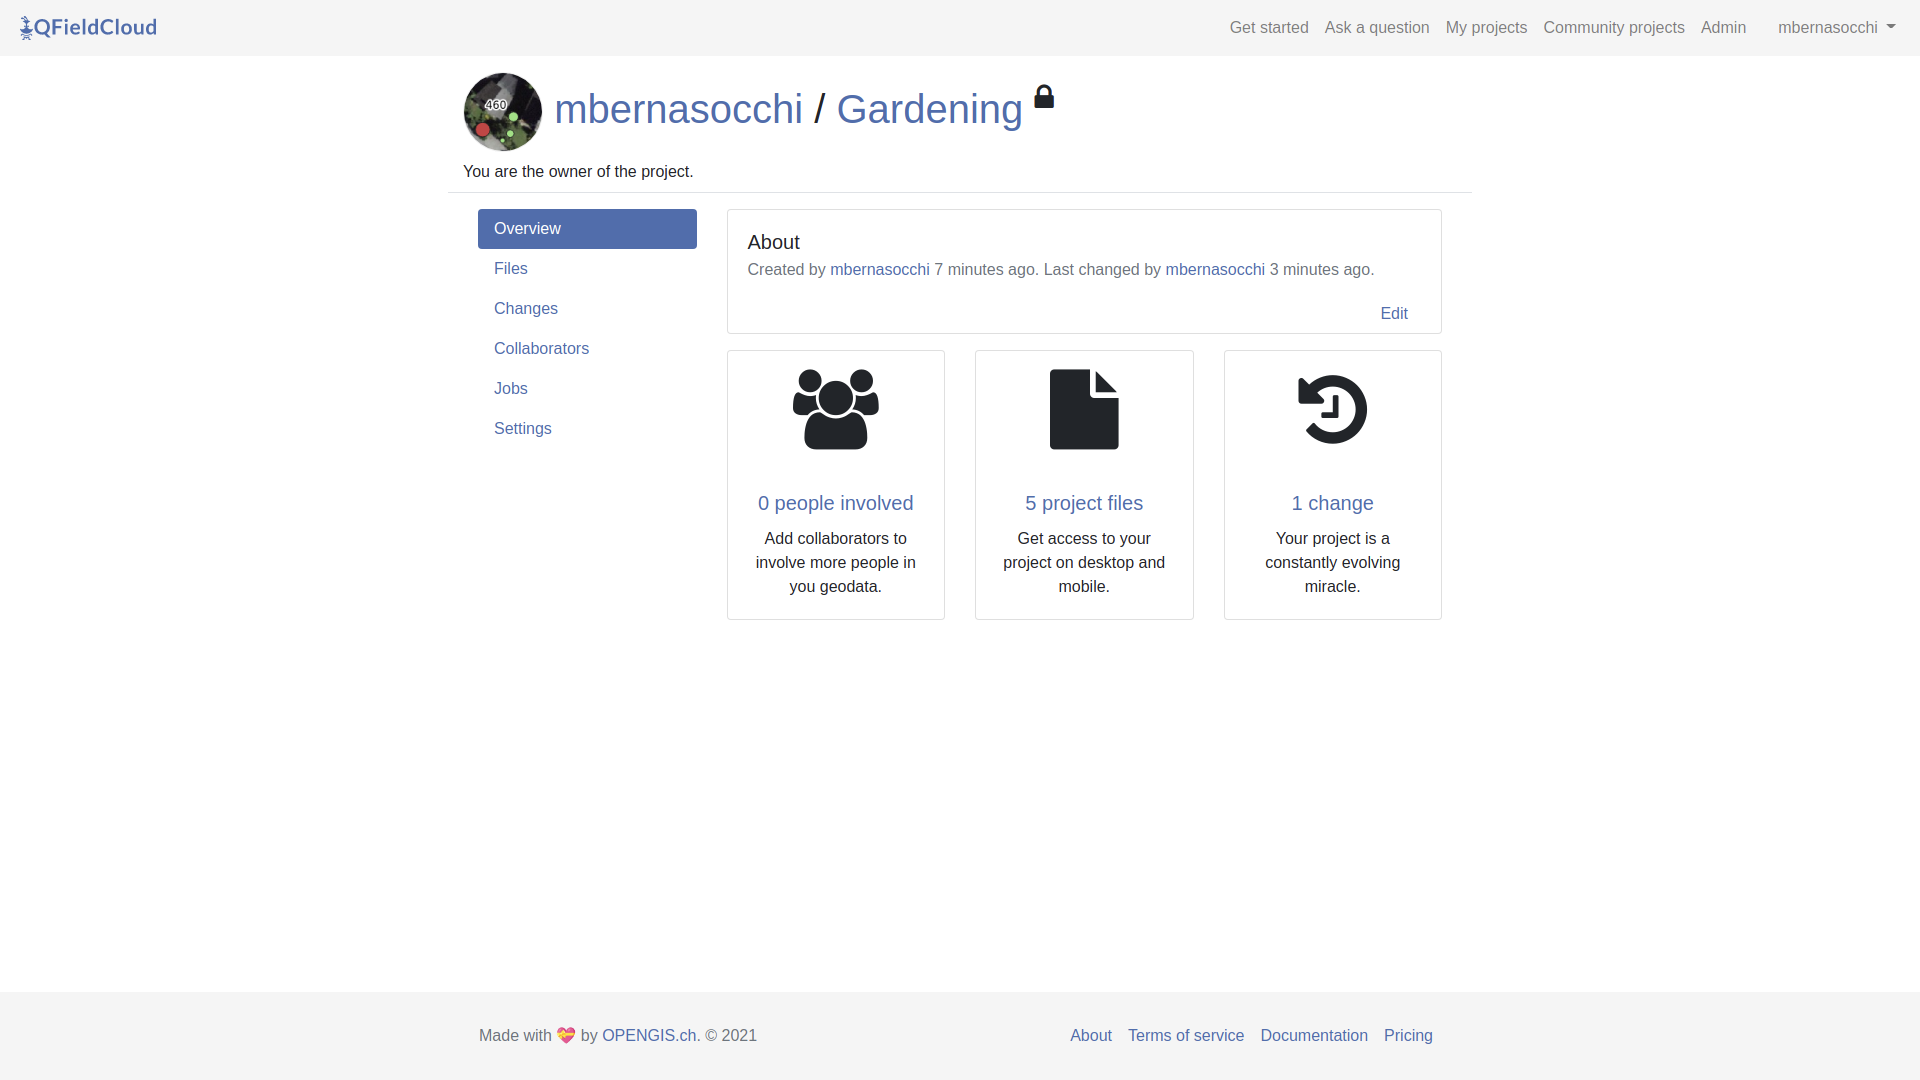 QFieldCloud
Get started Ask a question My projects Community projects Admin mbernasocchi
460
mbernasocchi / Gardening
You are the owner of the project.
Overview
Files
Changes
Collaborators
Jobs
Settings
About
Created by mbernasocchi 7 minutes ago. Last changed by mbernasocchi 3 minutes ago.
Edit
0 people involved
Add collaborators to
involve more people in
you geodata.
5 project files
Get access to your
project on desktop and
mobile.
1 change
Your project is a
constantly evolving
miracle.
Made with 💝 by OPENGIS.ch. © 2021
About Terms of service Documentation Pricing